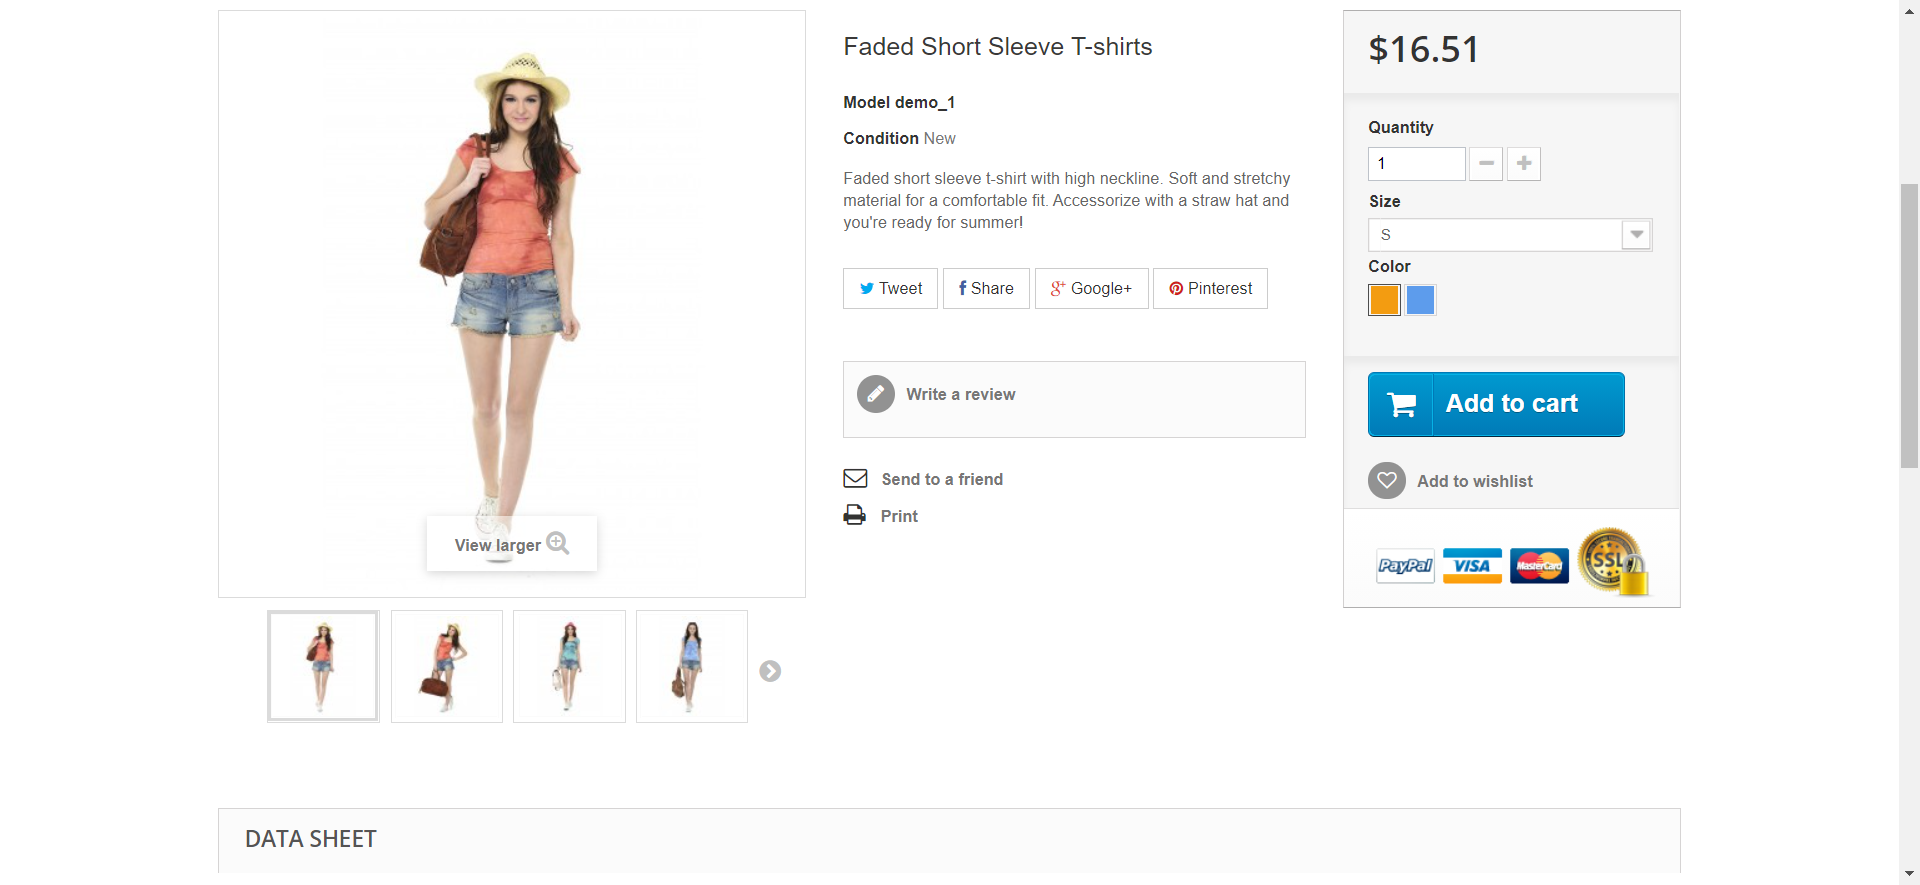 Faded Short Sleeve T-shirts
Model demo_1
Condition New
Faded short sleeve t-shirt with high neckline. Soft and stretchy
material for a comfortable fit. Accessorize with a straw hat and
you're ready for summer!
Tweet
Share
Google+
Pinterest
Write a review
Send to a friend
Print
View larger
$16.51
Quantity
1
Size
S
Color
Add to cart
Add to wishlist
PayPal
VISA
MasterCard
SSL
DATA SHEET